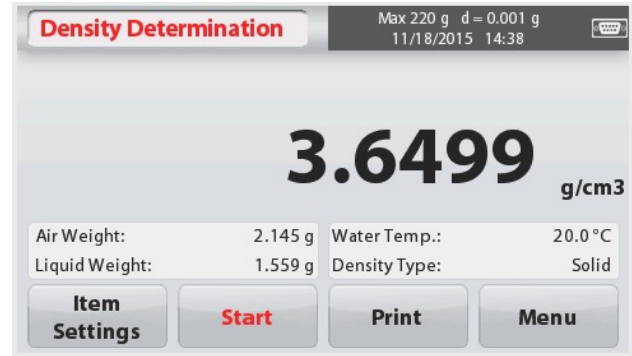 Density Determination
Max 220 g d = 0.001 g
11/18/2015 14:38
3.6499 g/cm3
Air Weight: 2.145 g Water Temp.: 20.0 °C
Liquid Weight: 1.559 g Density Type: Solid
Item Settings
Start
Print
Menu